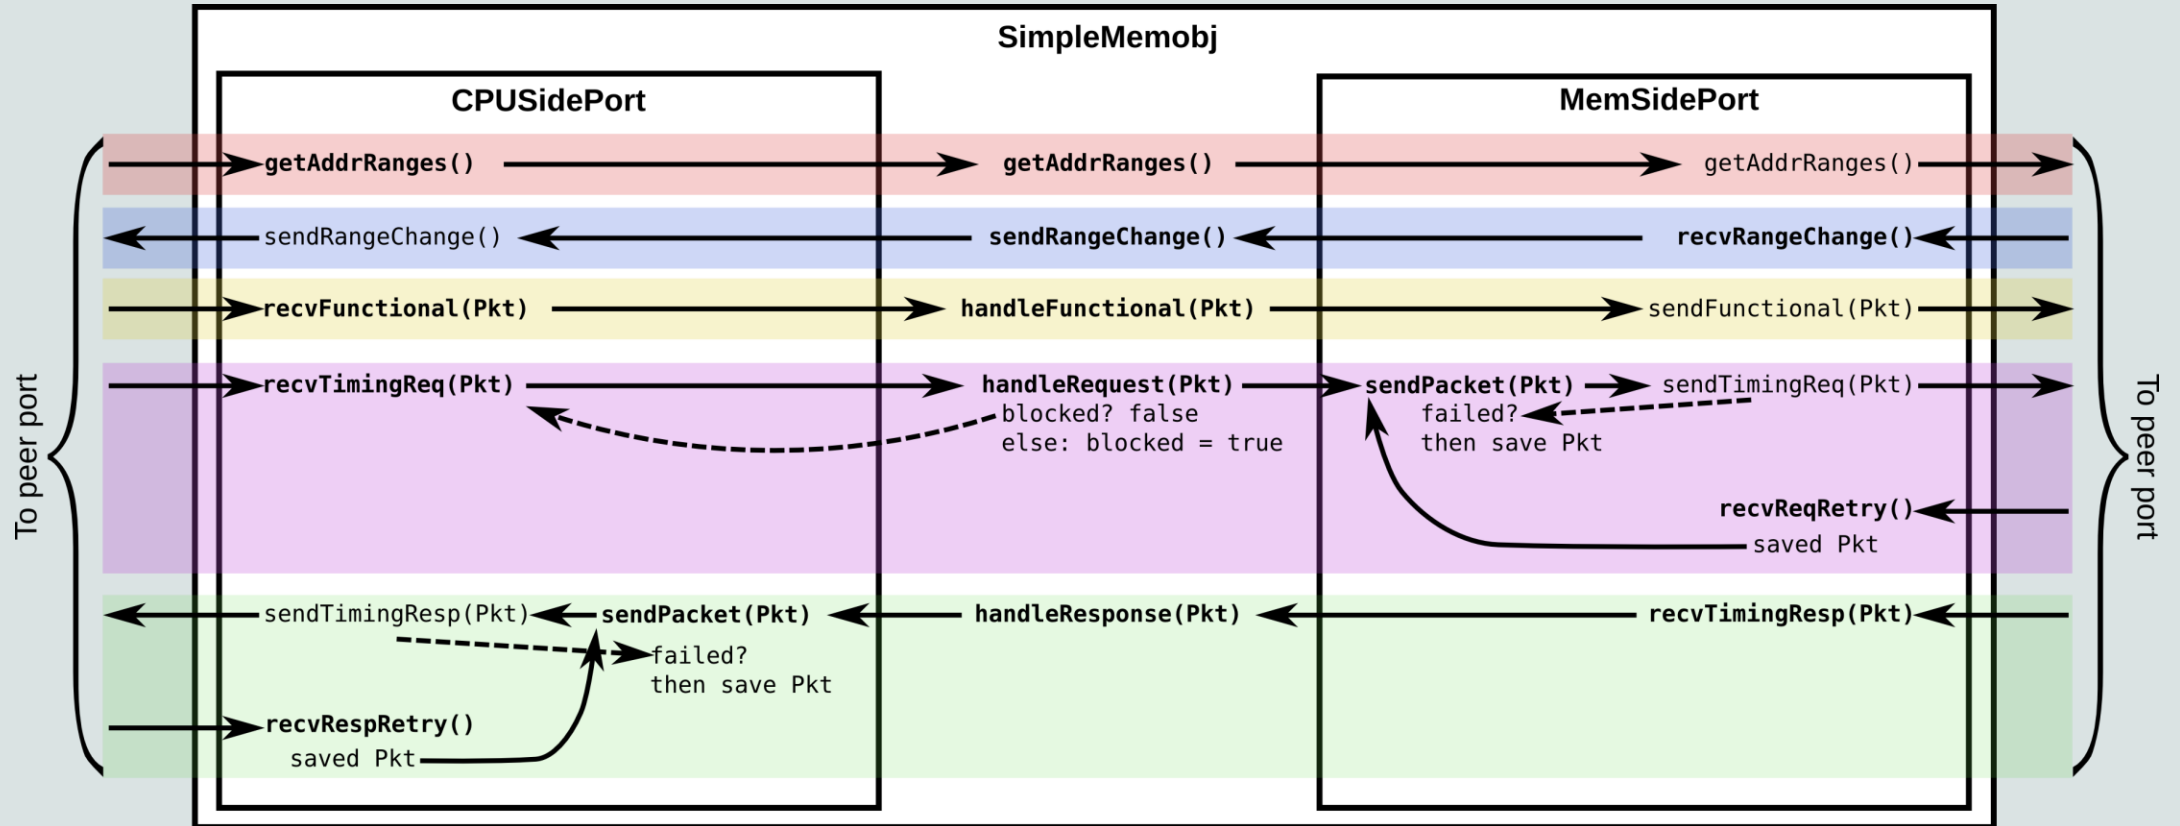 SimpleMemobj
CPUSidePort
MemSidePort
getAddrRanges()
getAddrRanges()
getAddrRanges()
sendRangeChange()
sendRangeChange()
recvRangeChange()
recvFunctional(Pkt)
handleFunctional(Pkt)
sendFunctional(Pkt)
recvTimingReq(Pkt)
handleRequest(Pkt)
blocked? false
else: blocked = true
sendPacket(Pkt)
failed?
then save Pkt
sendTimingReq(Pkt)
recvReqRetry()
saved Pkt
sendTimingResp(Pkt)
sendPacket(Pkt)
failed?
then save Pkt
handleResponse(Pkt)
recvTimingResp(Pkt)
recvRespRetry()
saved Pkt
To peer port
To peer port